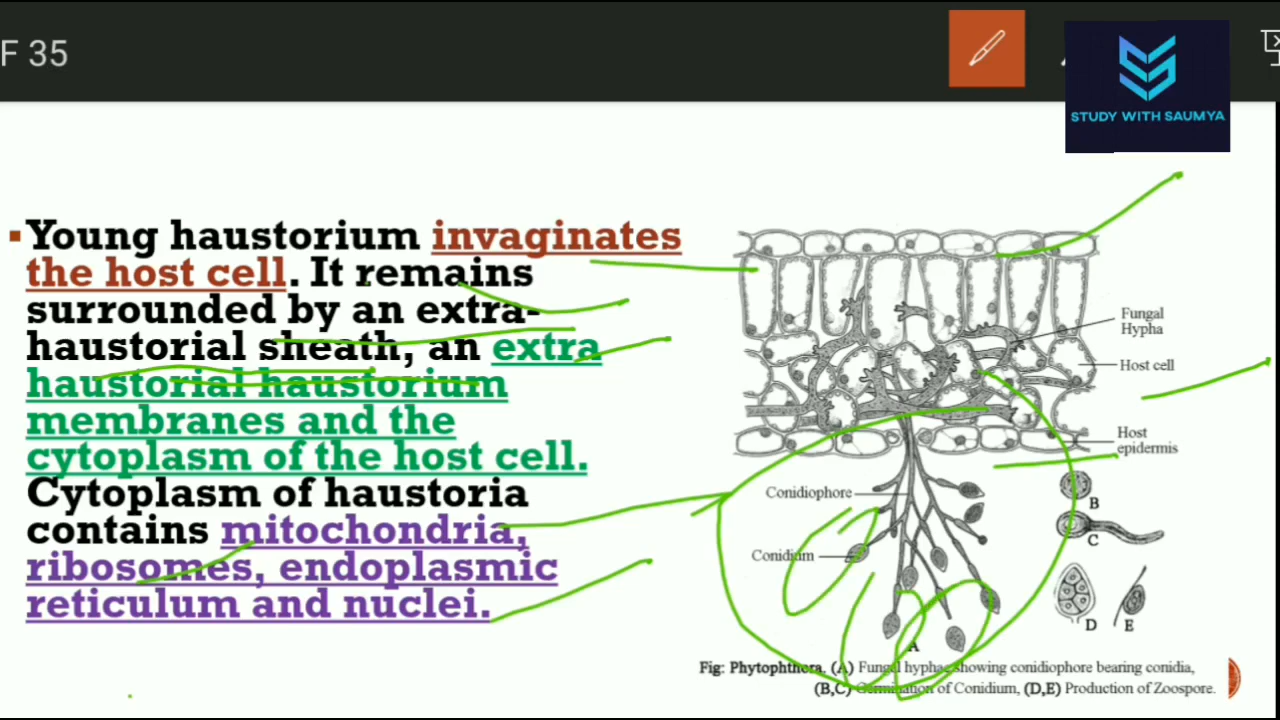 F 35
STUDY WITH SAUMYA
Young haustorium invaginates
the host cell. It remains
surrounded by an extra-
haustorial sheath, an extra
haustorial haustorium
membranes and the
cytoplasm of the host cell.
Cytoplasm of haustoria
contains mitochondria,
ribosomes, endoplasmic
reticulum and nuclei.
Fungal
Hypha
Host cell
Host
epidermis
Conidiophore
Conidium
B
C
D
E
A
Fig: Phytophthora, (A) Fungal hyphae showing conidiophore bearing conidia,
(B,C) Germination of Conidium, (D,E) Production of Zoospore.